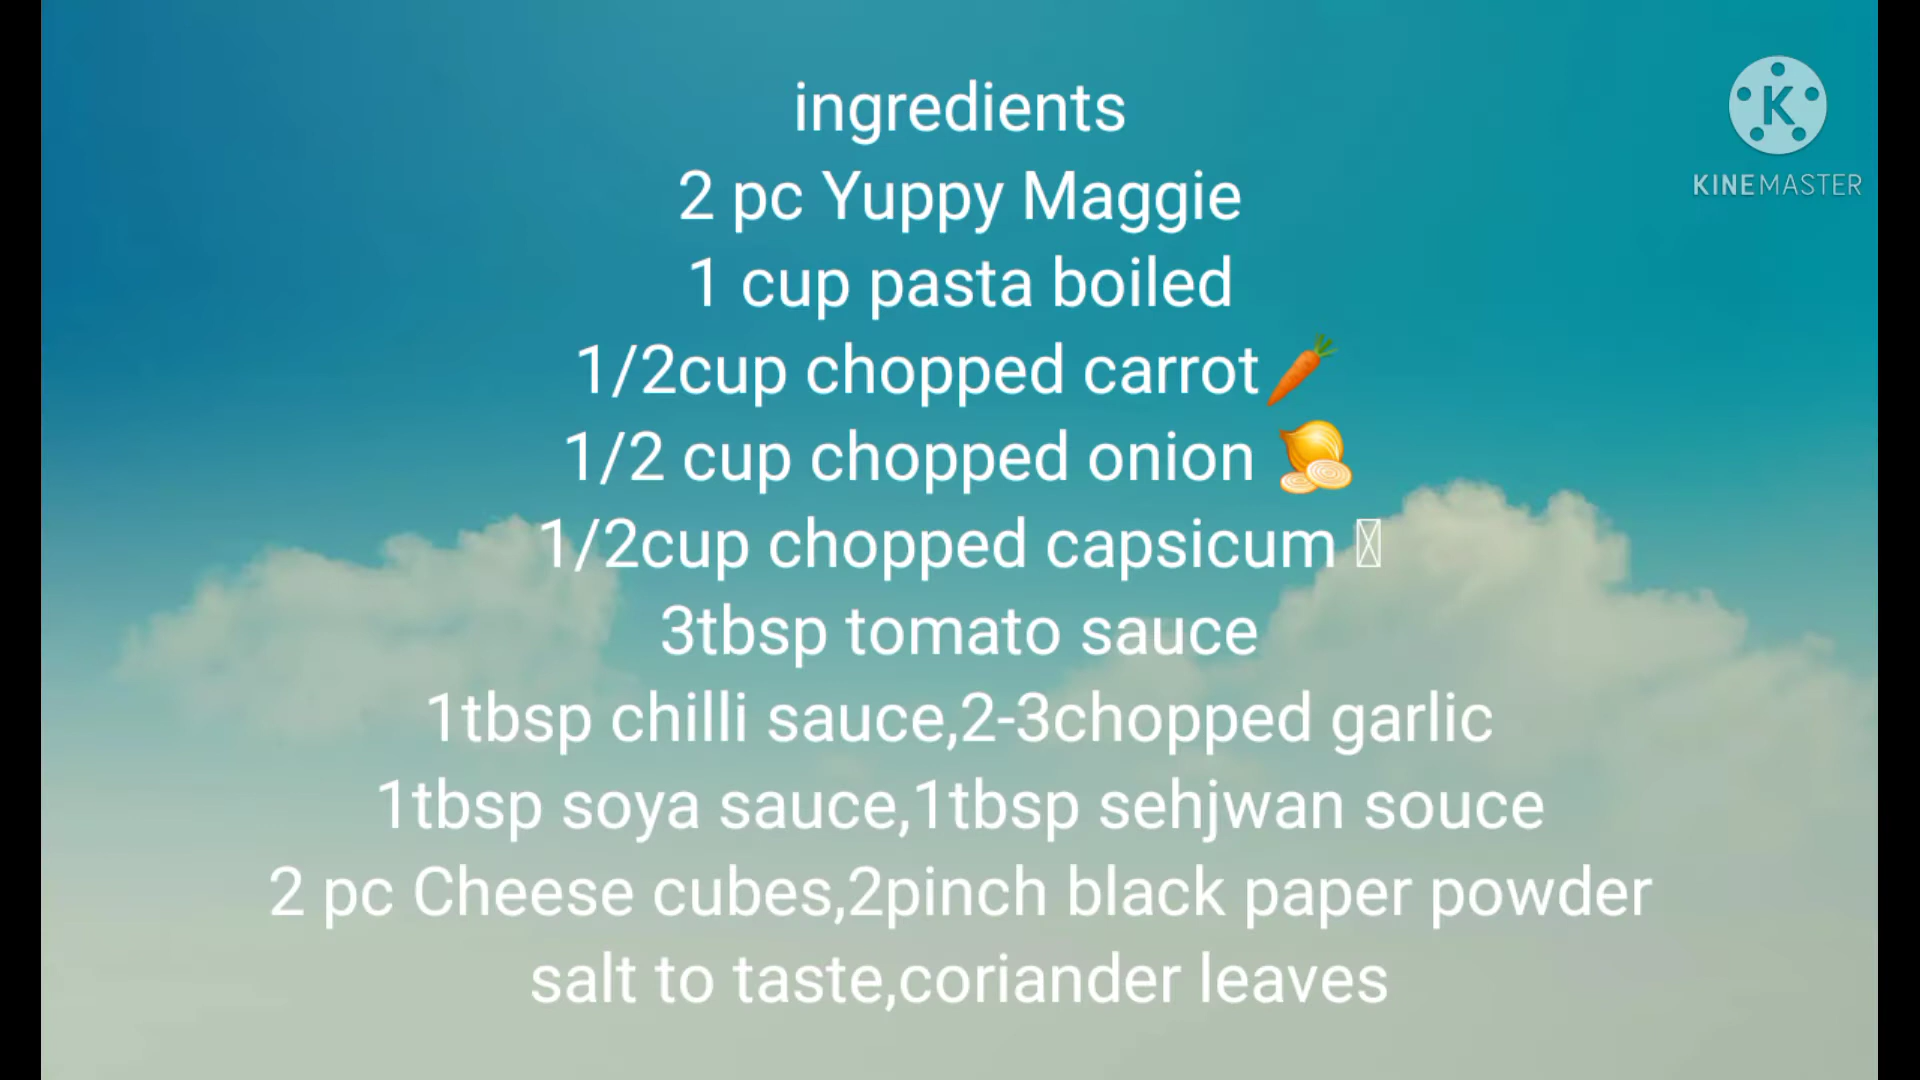 ingredients
2 pc Yuppy Maggie
1 cup pasta boiled
1/2cup chopped carrot🥕
1/2 cup chopped onion 🧅
1/2cup chopped capsicum
3tbsp tomato sauce
1tbsp chilli sauce,2-3chopped garlic
1tbsp soya sauce,1tbsp sehjwan souce
2 pc Cheese cubes,2pinch black paper powder
salt to taste,coriander leaves
K
KINEMASTER